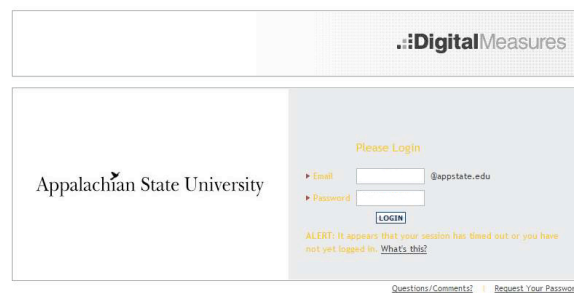 .:iDigitalMeasures
Please Login
Appalachian State University
Email @appstate.edu
Password
LOGIN
ALERT: It appears that your session has timed out or you have
not yet logged in. What's this?
Questions/Comments? | Request Your Passwor